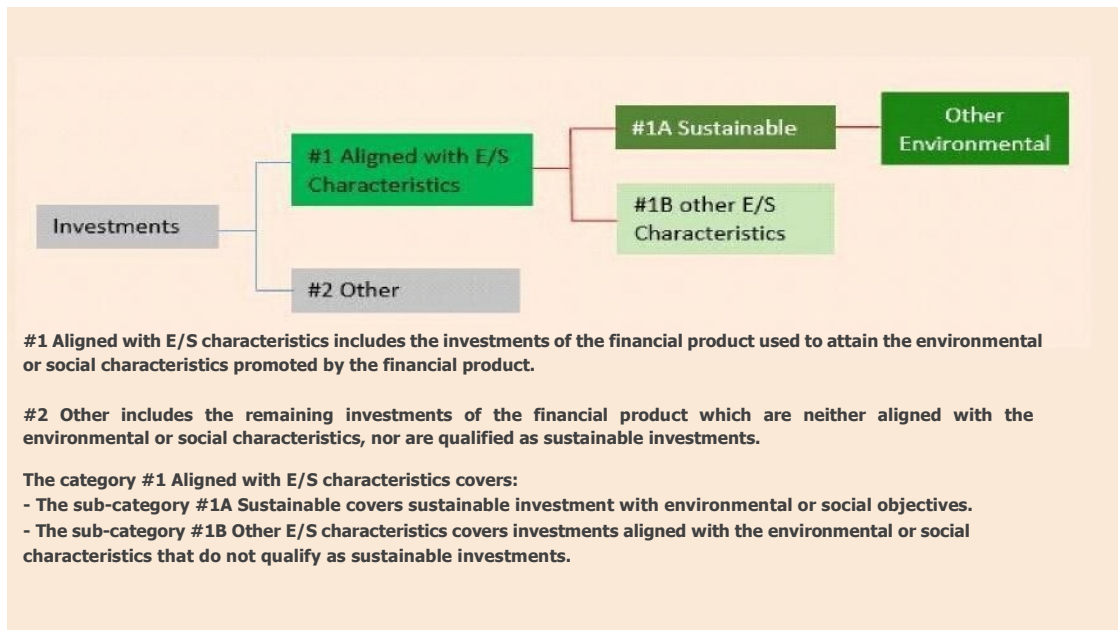 Other
Environmental
#1A Sustainable
#1 Aligned with E/S
Characteristics
#1B other E/S
Characteristics
Investments
#2 Other
#1 Aligned with E/S characteristics includes the investments of the financial product used to attain the environmental
or social characteristics promoted by the financial product.
#2 Other includes the remaining investments of the financial product which are neither aligned with the
environmental or social characteristics, nor are qualified as sustainable investments.
The category #1 Aligned with E/S characteristics covers:
- The sub-category #1A Sustainable covers sustainable investment with environmental or social objectives.
- The sub-category #1B Other E/S characteristics covers investments aligned with the environmental or social
characteristics that do not qualify as sustainable investments.